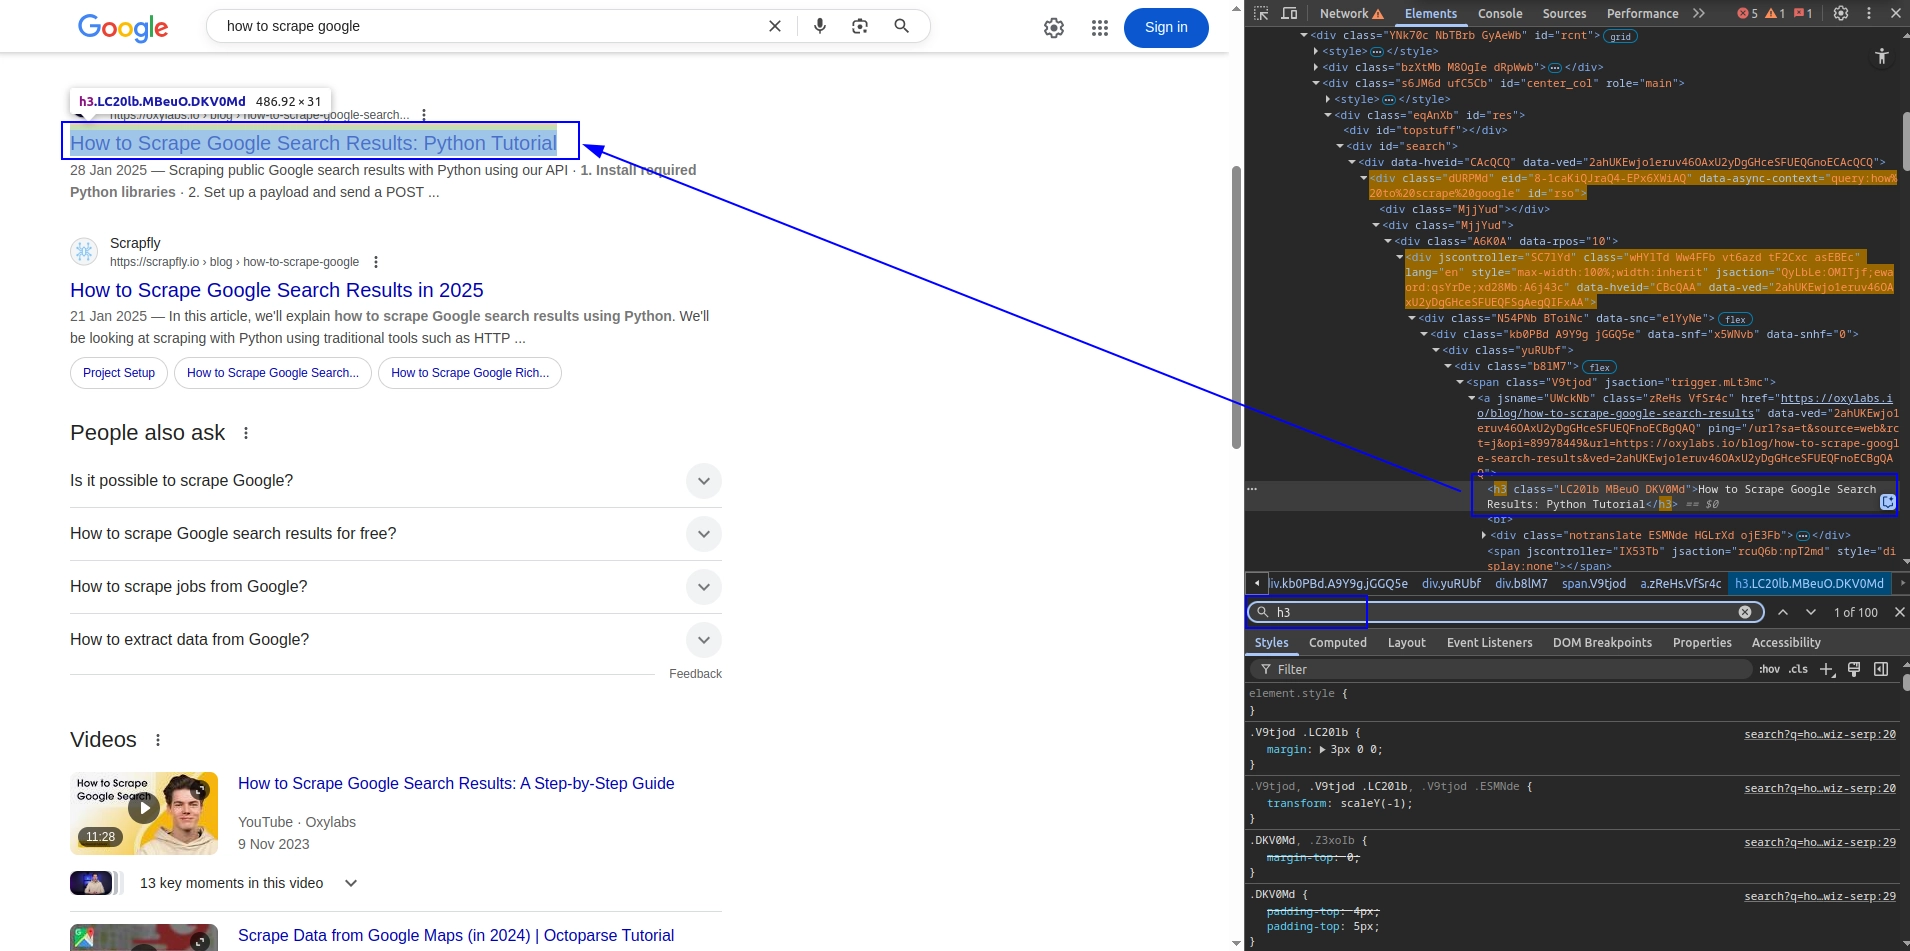 Google
how to scrape google
Sign in
h3.LC20lb.MBeuO.DKV0Md 486.92 × 31
https://oxylabs.io › blog › how-to-scrape-google-search...
How to Scrape Google Search Results: Python Tutorial
28 Jan 2025 — Scraping public Google search results with Python using our API · 1. Install required
Python libraries · 2. Set up a payload and send a POST ...
Scrapfly
https://scrapfly.io › blog › how-to-scrape-google
How to Scrape Google Search Results in 2025
21 Jan 2025 — In this article, we'll explain how to scrape Google search results using Python. We'll
be looking at scraping with Python using traditional tools such as HTTP ...
Project Setup
How to Scrape Google Search...
How to Scrape Google Rich...
People also ask
Is it possible to scrape Google?
How to scrape Google search results for free?
How to scrape jobs from Google?
How to extract data from Google?
Feedback
Videos
How to Scrape
Google Search
11:28
How to Scrape Google Search Results: A Step-by-Step Guide
YouTube · Oxylabs
9 Nov 2023
13 key moments in this video
Scrape Data from Google Maps (in 2024) | Octoparse Tutorial
Network Elements Console Sources Performance 5 1 1
<div class="YNk70c NbTBrb GyAeWb" id="rcnt"> grid
<style> </style>
<div class="bzXtMb M8OgIe dRpWwb"> </div>
<div class="s6JM6d ufC5Cb" id="center_col" role="main">
<style> </style>
<div class="eqAnXb" id="res">
<div id="topstuff"></div>
<div id="search">
<div data-hveid="CAcQCQ" data-ved="2ahUKEwjo1eruv46OAxU2yDgGHceSFUEQGnoECAcQCQ">
<div class="dURPMd" eid="8-1caKiQJraQ4-EPx6XWiAQ" data-async-context="query:how%
20to%20scrape%20google" id="rso">
<div class="MjjYud"></div>
<div class="MjjYud">
<div class="A6K0A" data-rpos="10">
<div jscontroller="SC7lYd" class="wHYlTd Ww4FFb vt6azd tF2Cxc asEBEc"
lang="en" style="max-width:100%;width:inherit" jsaction="QyLbLe:OMITjf;ewa
ord:qsYrDe;xd28Mb:A6j43c" data-hveid="CBcQAA" data-ved="2ahUKEwjo1eruv46OA
xU2yDgGHceSFUEQFSgAegQIFxAA">
<div class="N54PNb BToiNc" data-snc="e1YyNe"> flex
<div class="kb0PBd A9Y9g jGGQ5e" data-snf="x5WNvb" data-snhf="0">
<div class="yuRUbf">
<div class="b8lM7"> flex
<span class="V9tjod" jsaction="trigger.mLt3mc">
<a jsname="UWckNb" class="zReHs VfSr4c" href="https://oxylabs.i
o/blog/how-to-scrape-google-search-results" data-ved="2ahUKEwjo1
eruv46OAxU2yDgGHceSFUEQFnoECBgQAQ" ping="/url?sa=t&source=web&rc
t=j&opi=89978449&url=https://oxylabs.io/blog/how-to-scrape-googl
e-search-results&ved=2ahUKEwjo1eruv46OAxU2yDgGHceSFUEQFnoECBgQA
Q">
<h3 class="LC20lb MBeuO DKV0Md">How to Scrape Google Search
Results: Python Tutorial</h3> == $0
<br>
<div class="notranslate ESMNde HGLrXd ojE3Fb"> </div>
<span jscontroller="IX53Tb" jsaction="rcuQ6b:npT2md" style="di
splay:none"></span>
iv.kb0PBd.A9Y9g.jGGQ5e div.yuRUbf div.b8lM7 span.V9tjod a.zReHs.VfSr4c h3.LC20lb.MBeuO.DKV0Md
h3 1 of 100
Styles Computed Layout Event Listeners DOM Breakpoints Properties Accessibility
Filter :hov .cls
element.style {
}
.V9tjod .LC20lb { search?q=ho…wiz-serp:20
margin: 3px 0 0;
}
.V9tjod, .V9tjod .LC20lb, .V9tjod .ESMNde { search?q=ho…wiz-serp:20
transform: scaleY(-1);
}
.DKV0Md, .Z3xoIb { search?q=ho…wiz-serp:29
margin-top: 0;
}
.DKV0Md { search?q=ho…wiz-serp:29
padding-top: 4px;
padding-top: 5px;
}